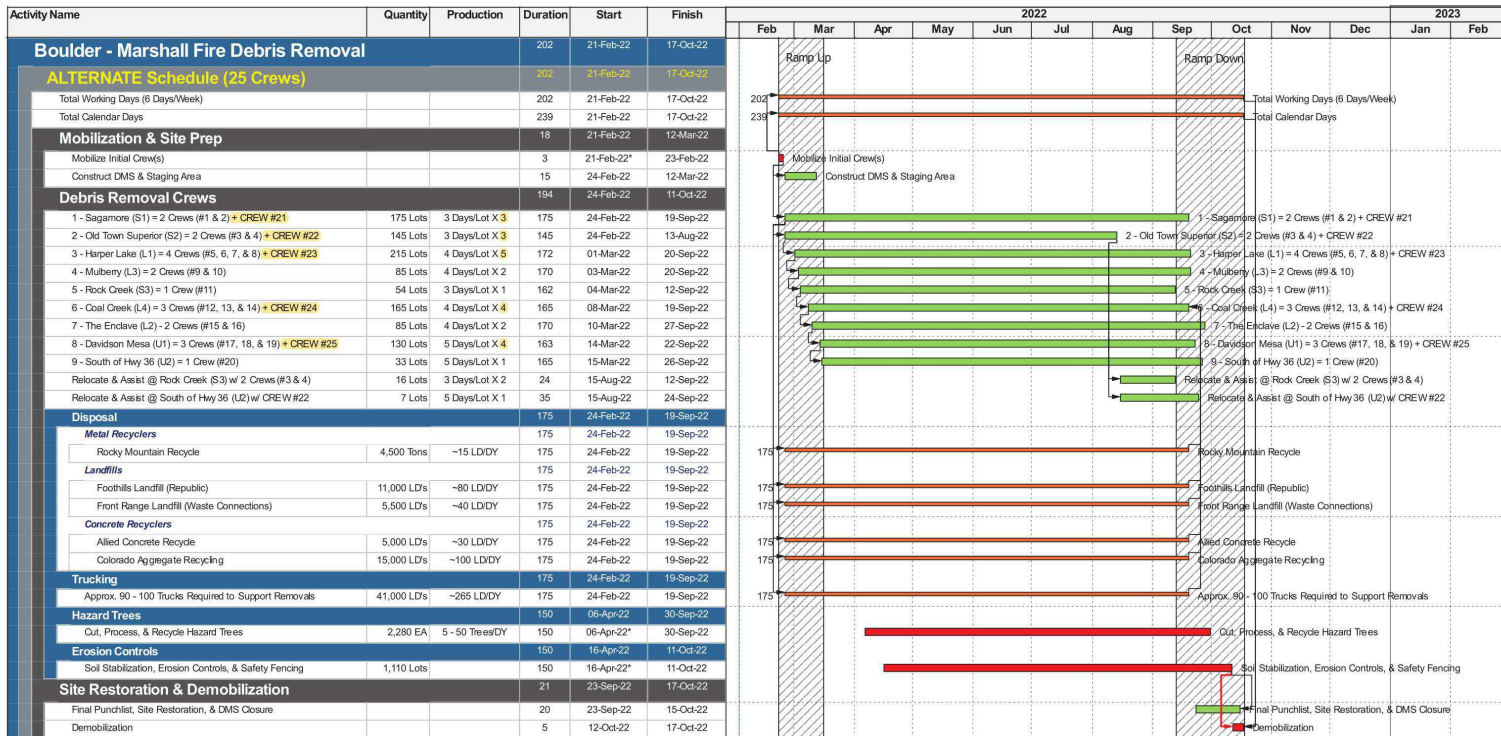 Activity Name Quantity Production Duration Start Finish 2022 2023
Feb Mar Apr May Jun Jul Aug Sep Oct Nov Dec Jan Feb
Boulder - Marshall Fire Debris Removal 202 21-Feb-22 17-Oct-22
Ramp Up Ramp Down
ALTERNATE Schedule (25 Crews) 202 21-Feb-22 17-Oct-22
Total Working Days (6 Days/Week) 202 21-Feb-22 17-Oct-22 202 Total Working Days (6 Days/Week)
Total Calendar Days 239 21-Feb-22 17-Oct-22 239 Total Calendar Days
Mobilization & Site Prep 18 21-Feb-22 12-Mar-22
Mobilize Initial Crew(s) 3 21-Feb-22* 23-Feb-22 Mobilize Initial Crew(s)
Construct DMS & Staging Area 15 24-Feb-22 12-Mar-22 Construct DMS & Staging Area
Debris Removal Crews 194 24-Feb-22 11-Oct-22
1 - Sagamore (S1) = 2 Crews (#1 & 2) + CREW #21 175 Lots 3 Days/Lot X 3 175 24-Feb-22 19-Sep-22 1 - Sagamore (S1) = 2 Crews (#1 & 2) + CREW #21
2 - Old Town Superior (S2) = 2 Crews (#3 & 4) + CREW #22 145 Lots 3 Days/Lot X 3 145 24-Feb-22 13-Aug-22 2 - Old Town Superior (S2) = 2 Crews (#3 & 4) + CREW #22
3 - Harper Lake (L1) = 4 Crews (#5, 6, 7, & 8) + CREW #23 215 Lots 4 Days/Lot X 5 172 01-Mar-22 20-Sep-22 3 - Harper Lake (L1) = 4 Crews (#5, 6, 7, & 8) + CREW #23
4 - Mulberry (L3) = 2 Crews (#9 & 10) 85 Lots 4 Days/Lot X 2 170 03-Mar-22 20-Sep-22 4 - Mulberry (L3) = 2 Crews (#9 & 10)
5 - Rock Creek (S3) = 1 Crew (#11) 54 Lots 3 Days/Lot X 1 162 04-Mar-22 12-Sep-22 5 - Rock Creek (S3) = 1 Crew (#11)
6 - Coal Creek (L4) = 3 Crews (#12, 13, & 14) + CREW #24 165 Lots 4 Days/Lot X 4 165 08-Mar-22 19-Sep-22 6 - Coal Creek (L4) = 3 Crews (#12, 13, & 14) + CREW #24
7 - The Enclave (L2) - 2 Crews (#15 & 16) 85 Lots 4 Days/Lot X 2 170 10-Mar-22 27-Sep-22 7 - The Enclave (L2) - 2 Crews (#15 & 16)
8 - Davidson Mesa (U1) = 3 Crews (#17, 18, & 19) + CREW #25 130 Lots 5 Days/Lot X 4 163 14-Mar-22 22-Sep-22 8 - Davidson Mesa (U1) = 3 Crews (#17, 18, & 19) + CREW #25
9 - South of Hwy 36 (U2) = 1 Crew (#20) 33 Lots 5 Days/Lot X 1 165 15-Mar-22 26-Sep-22 9 - South of Hwy 36 (U2) = 1 Crew (#20)
Relocate & Assist @ Rock Creek (S3) w/ 2 Crews (#3 & 4) 16 Lots 3 Days/Lot X 2 24 15-Aug-22 12-Sep-22 Relocate & Assist @ Rock Creek (S3) w/ 2 Crews (#3 & 4)
Relocate & Assist @ South of Hwy 36 (U2) w/ CREW #22 7 Lots 5 Days/Lot X 1 35 15-Aug-22 24-Sep-22 Relocate & Assist @ South of Hwy 36 (U2) w/ CREW #22
Disposal 175 24-Feb-22 19-Sep-22
Metal Recyclers 175 24-Feb-22 19-Sep-22
Rocky Mountain Recycle 4,500 Tons ~15 LD/DY 175 24-Feb-22 19-Sep-22 175 Rocky Mountain Recycle
Landfills 175 24-Feb-22 19-Sep-22
Foothills Landfill (Republic) 11,000 LD's ~80 LD/DY 175 24-Feb-22 19-Sep-22 175 Foothills Landfill (Republic)
Front Range Landfill (Waste Connections) 5,500 LD's ~40 LD/DY 175 24-Feb-22 19-Sep-22 175 Front Range Landfill (Waste Connections)
Concrete Recyclers 175 24-Feb-22 19-Sep-22
Allied Concrete Recycle 5,000 LD's ~30 LD/DY 175 24-Feb-22 19-Sep-22 175 Allied Concrete Recycle
Colorado Aggregate Recycling 15,000 LD's ~100 LD/DY 175 24-Feb-22 19-Sep-22 175 Colorado Aggregate Recycling
Trucking 175 24-Feb-22 19-Sep-22
Approx. 90 - 100 Trucks Required to Support Removals 41,000 LD's ~265 LD/DY 175 24-Feb-22 19-Sep-22 175 Approx. 90 - 100 Trucks Required to Support Removals
Hazard Trees 150 06-Apr-22 30-Sep-22
Cut, Process, & Recycle Hazard Trees 2,280 EA 5 - 50 Trees/DY 150 06-Apr-22* 30-Sep-22 Cut, Process, & Recycle Hazard Trees
Erosion Controls 150 16-Apr-22 11-Oct-22
Soil Stabilization, Erosion Controls, & Safety Fencing 1,110 Lots 150 16-Apr-22* 11-Oct-22 Soil Stabilization, Erosion Controls, & Safety Fencing
Site Restoration & Demobilization 21 23-Sep-22 17-Oct-22
Final Punchlist, Site Restoration, & DMS Closure 20 23-Sep-22 15-Oct-22 Final Punchlist, Site Restoration, & DMS Closure
Demobilization 5 12-Oct-22 17-Oct-22 Demobilization